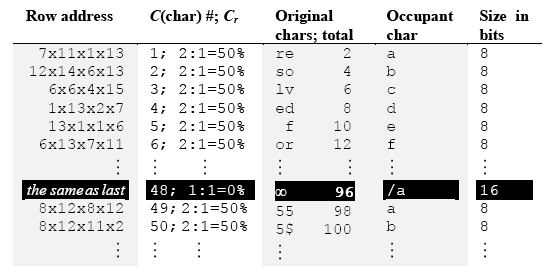 Row address C(char) #; Cr Original chars; total Occupant char Size in bits
7x11x1x13 1; 2:1=50% re 2 a 8
12x14x6x13 2; 2:1=50% so 4 b 8
6x6x4x15 3; 2:1=50% lv 6 c 8
1x13x2x7 4; 2:1=50% ed 8 d 8
13x1x1x6 5; 2:1=50% f 10 e 8
6x13x7x11 6; 2:1=50% or 12 f 8
⋮ ⋮ ⋮ ⋮ ⋮ ⋮ ⋮
the same as last 48; 1:1=0% ∞ 96 /a 16
8x12x8x12 49; 2:1=50% 55 98 a 8
8x12x11x2 50; 2:1=50% 5$ 100 b 8
⋮ ⋮ ⋮ ⋮ ⋮ ⋮